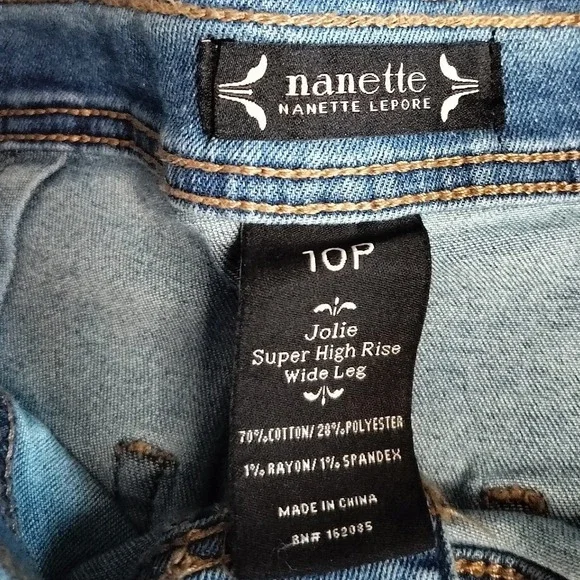 nanette
NANETTE LEPORE
10P
Jolie
Super High Rise
Wide Leg
70% COTTON/ 28% POLYESTER
1% RAYON/ 1% SPANDEX
MADE IN CHINA
RN# 162085